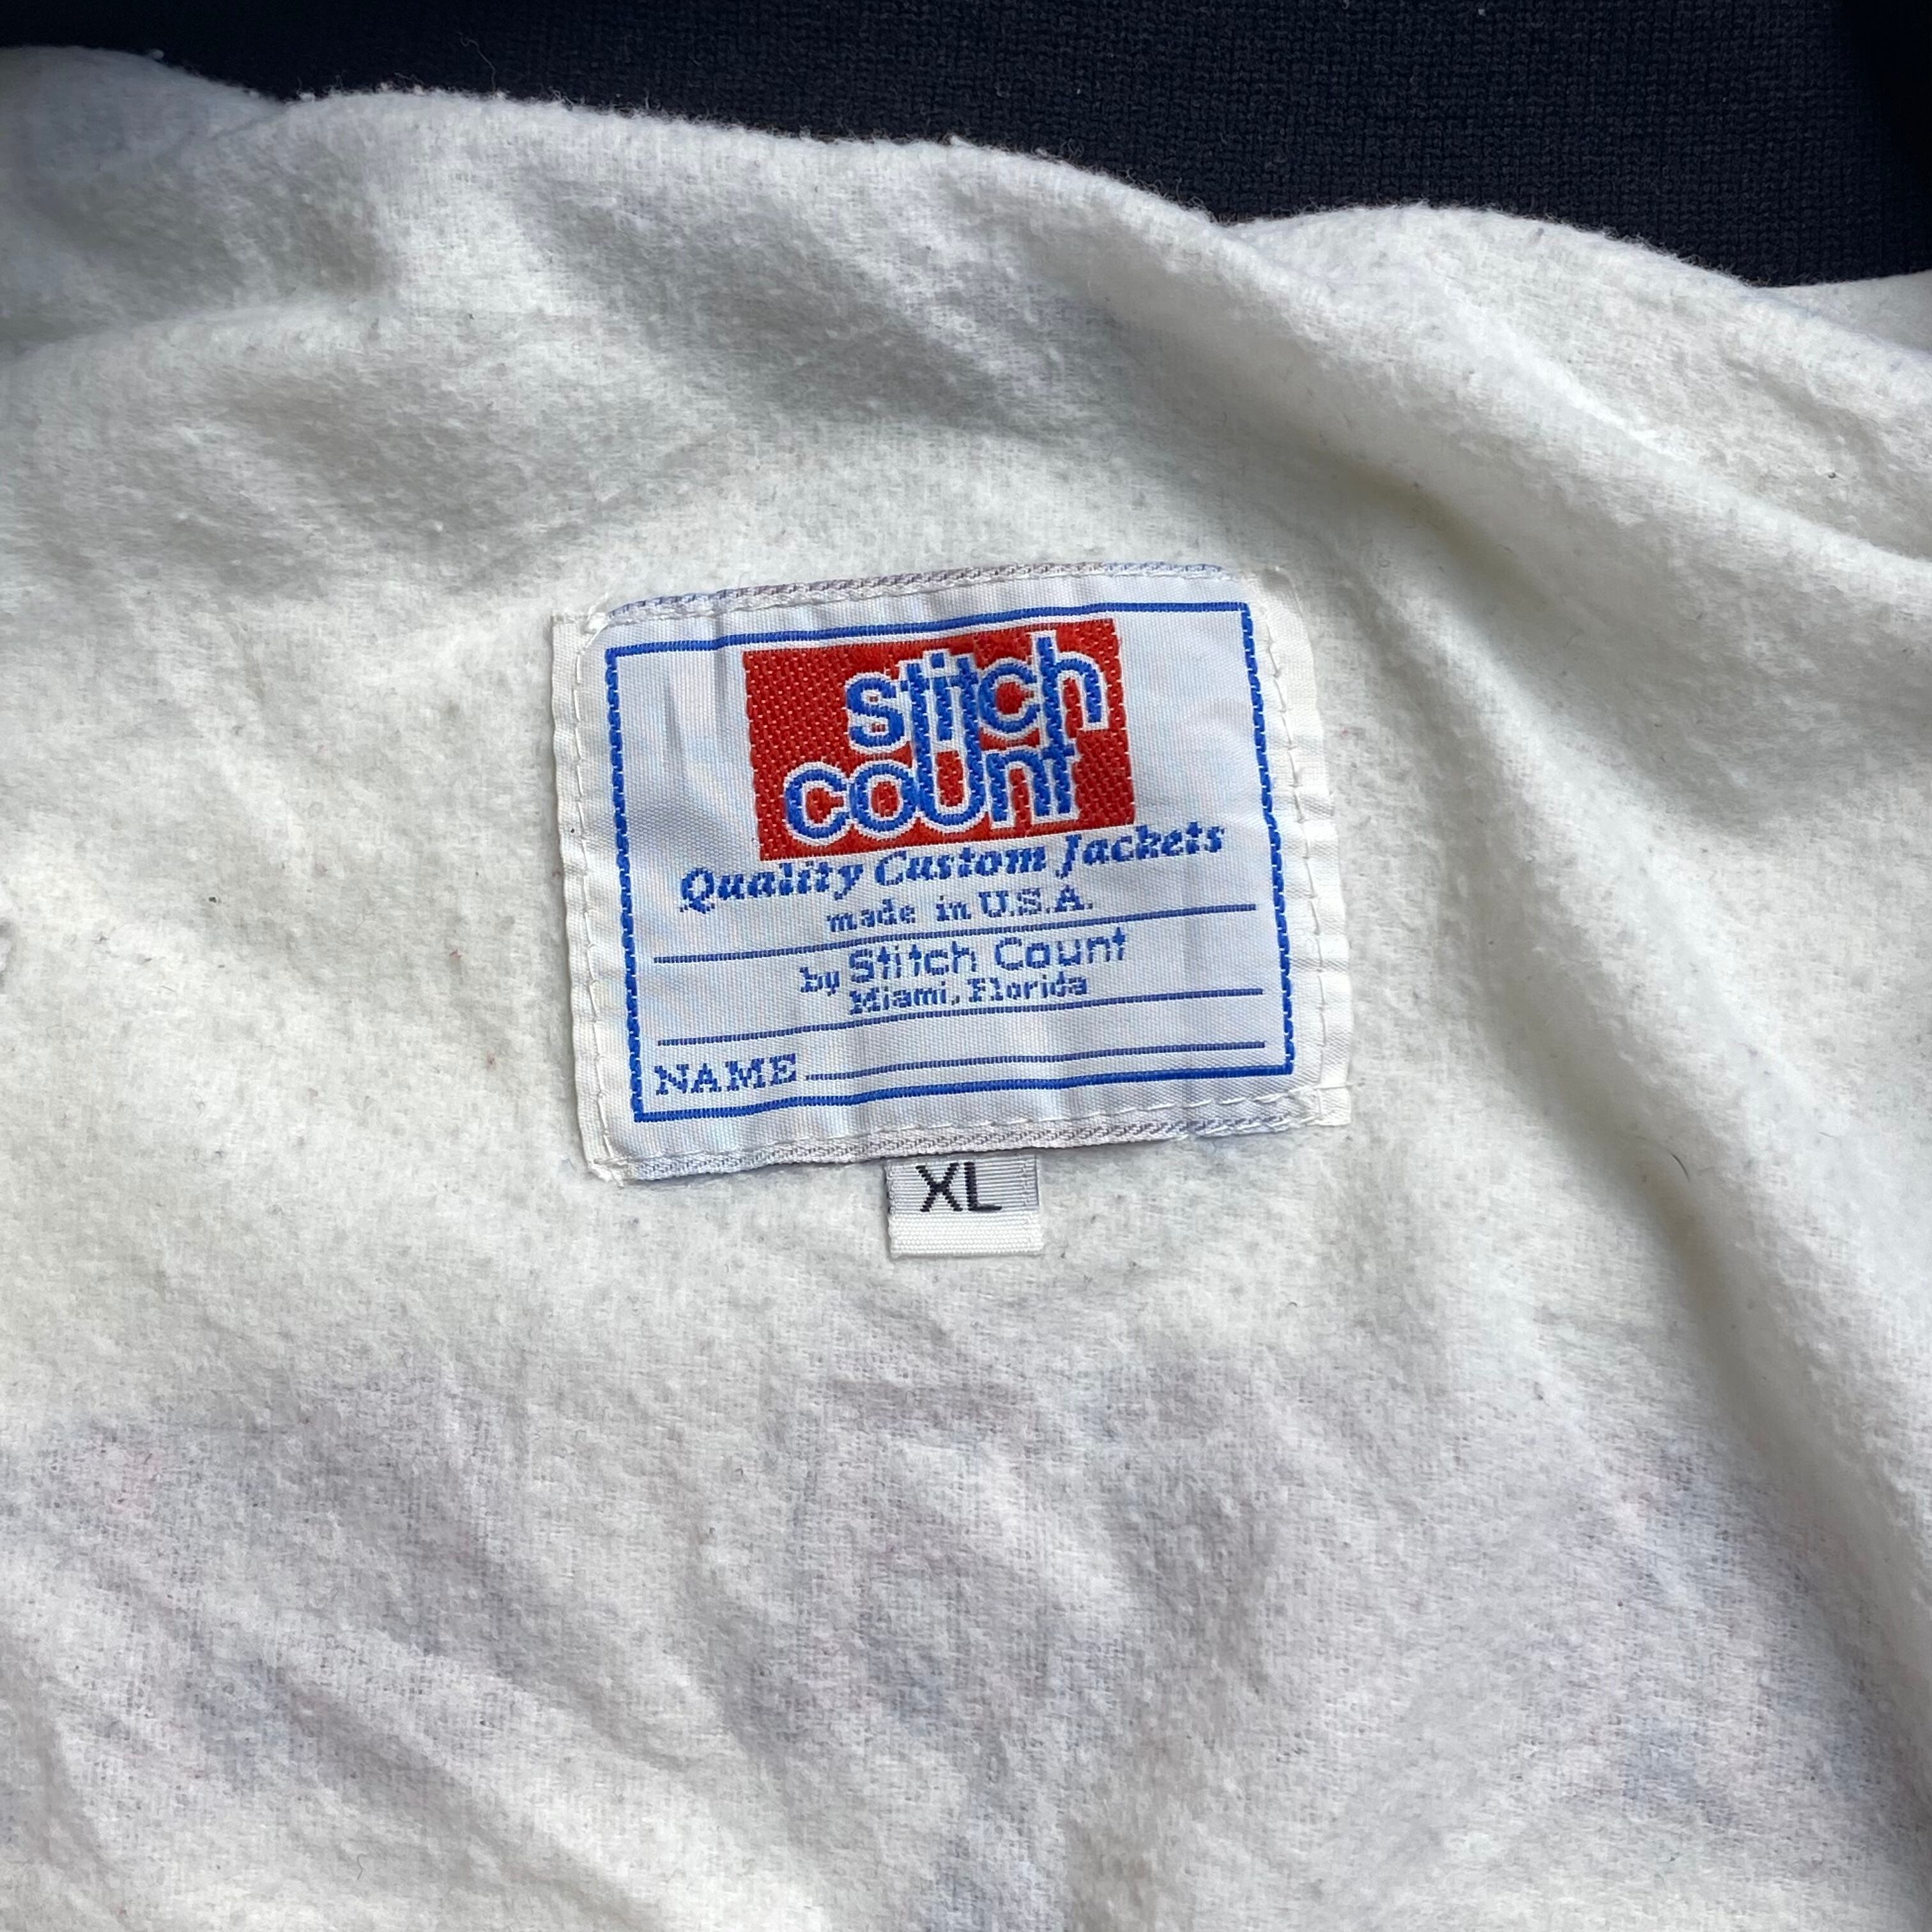 stitch
coUnt
Quality Custom Jackets
made in U.S.A.
by Stitch Count
Miami, Florida
NAME
XL